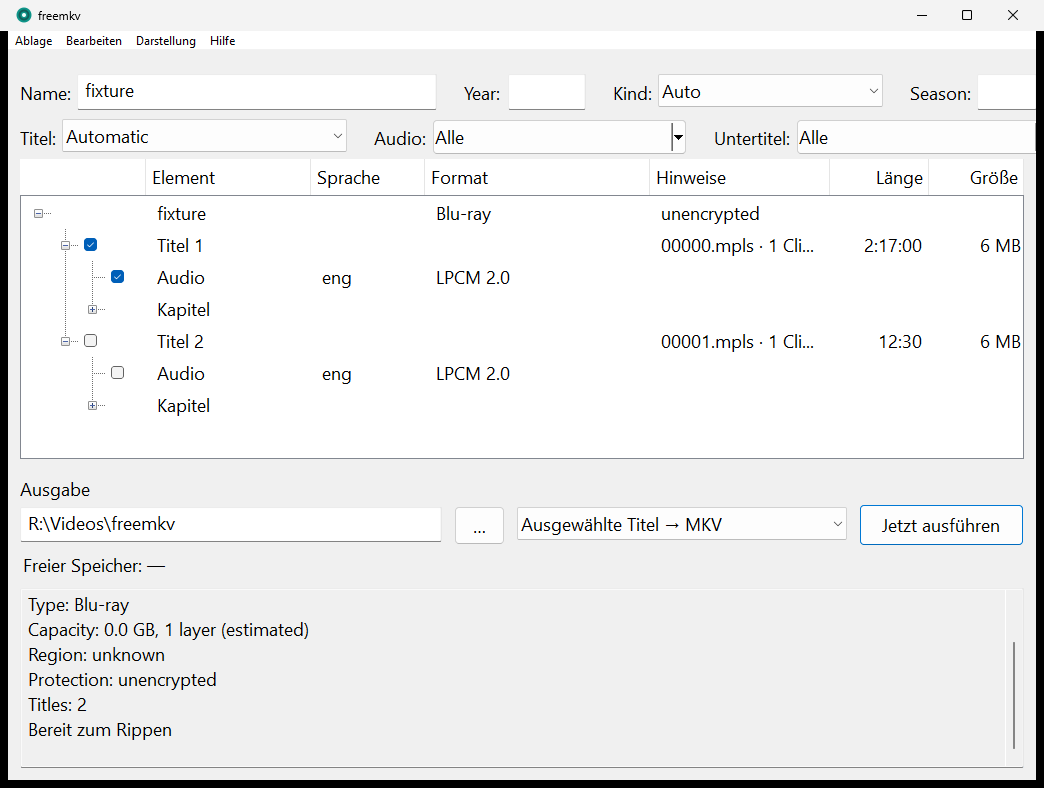 freemkv
Ablage Bearbeiten Darstellung Hilfe
Name: fixture Year: Kind: Auto Season:
Titel: Automatic Audio: Alle Untertitel: Alle
Element Sprache Format Hinweise Länge Größe
fixture Blu-ray unencrypted
Titel 1 00000.mpls · 1 Cli... 2:17:00 6 MB
Audio eng LPCM 2.0
Kapitel
Titel 2 00001.mpls · 1 Cli... 12:30 6 MB
Audio eng LPCM 2.0
Kapitel
Ausgabe
R:\Videos\freemkv ... Ausgewählte Titel → MKV Jetzt ausführen
Freier Speicher: —
Type: Blu-ray
Capacity: 0.0 GB, 1 layer (estimated)
Region: unknown
Protection: unencrypted
Titles: 2
Bereit zum Rippen